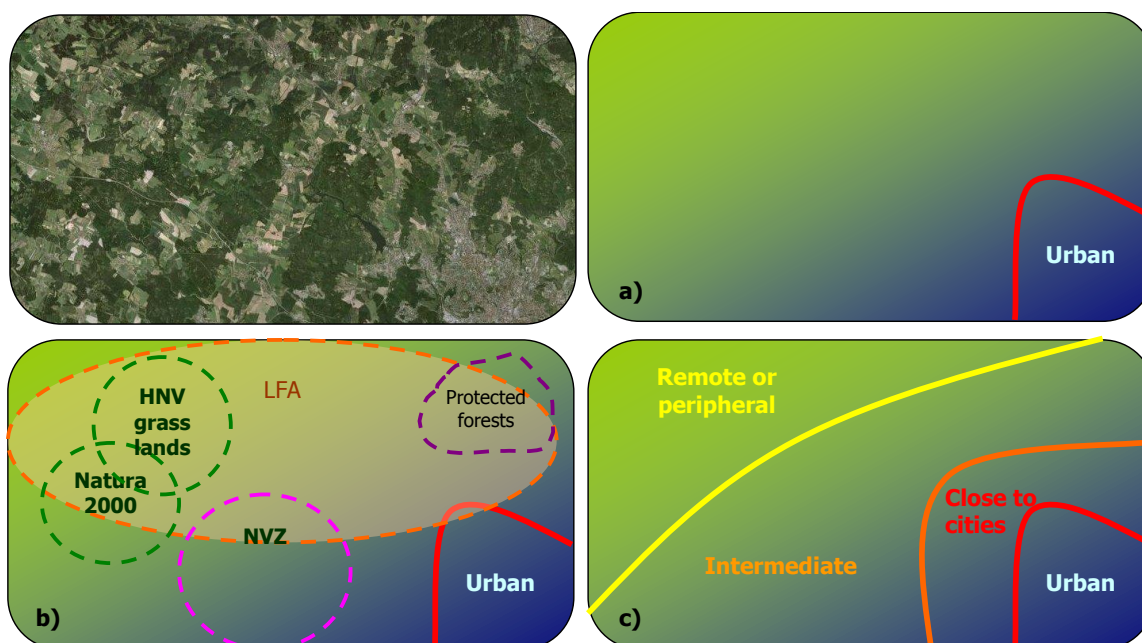 Urban
a)
HNV
grass
lands
LFA
Protected
forests
Natura
2000
NVZ
Urban
b)
Remote or
peripheral
Close to
cities
Intermediate
Urban
c)